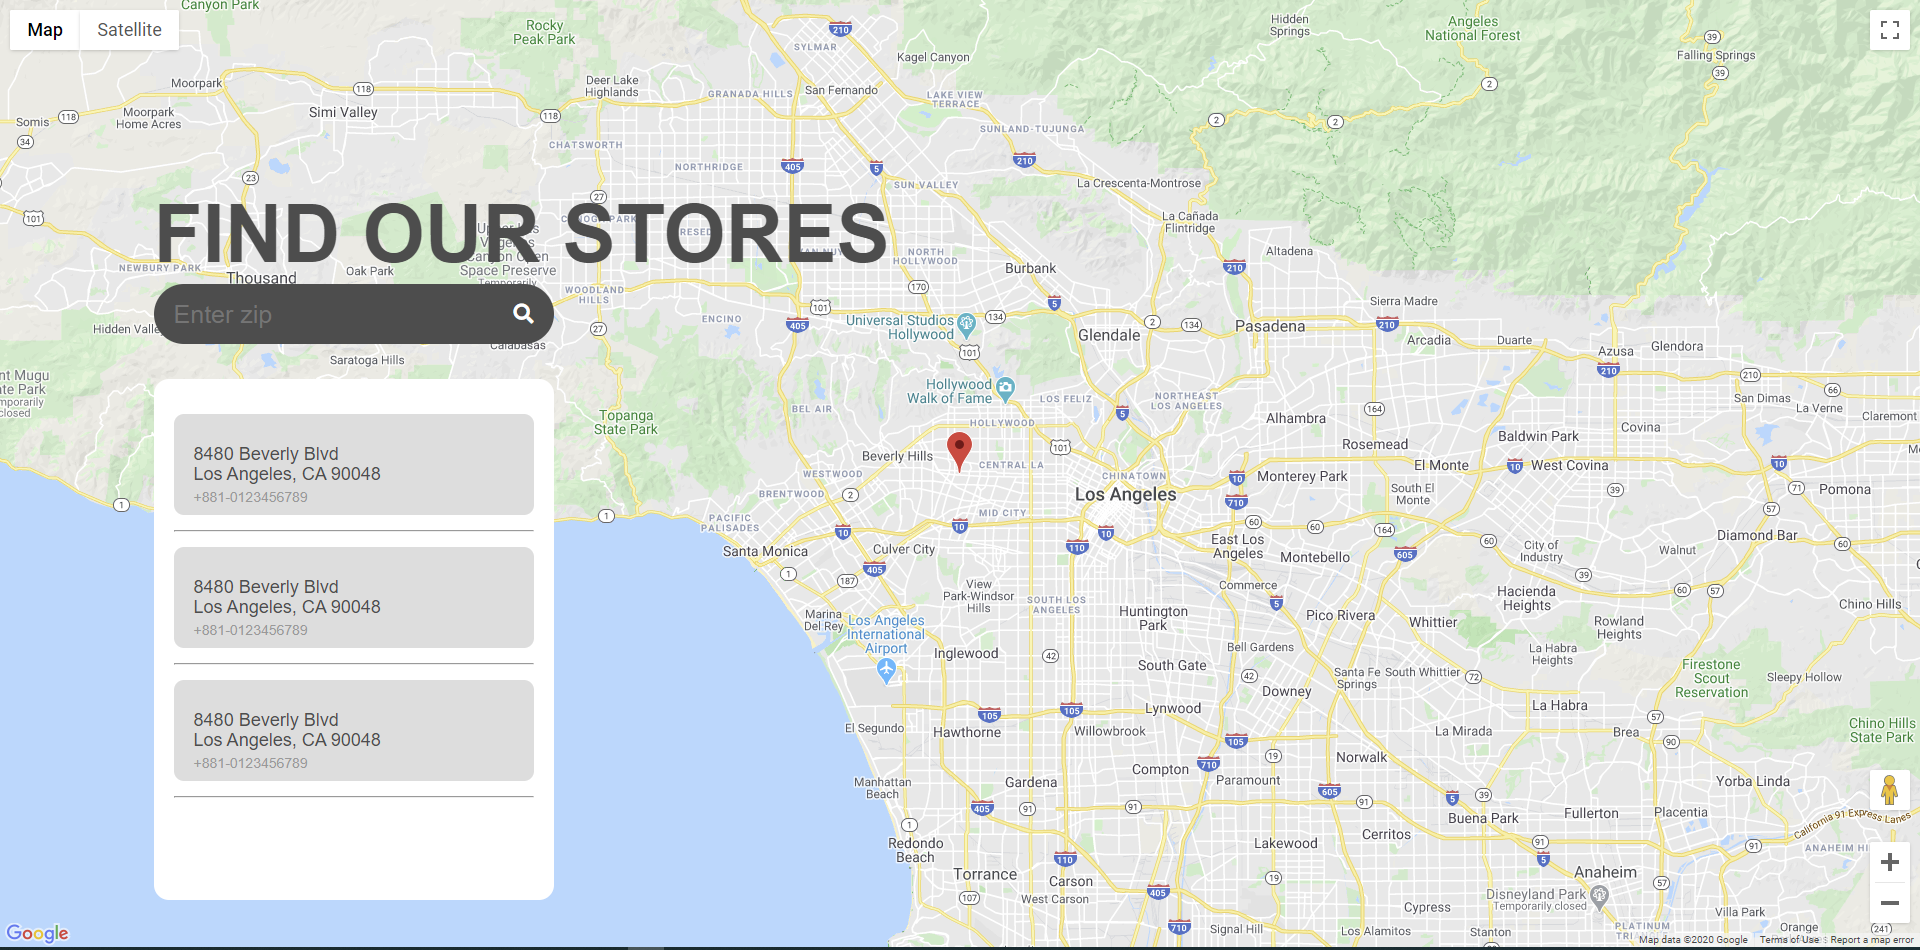 Map
Satellite
FIND OUR STORES
Enter zip
8480 Beverly Blvd
Los Angeles, CA 90048
+881-0123456789
8480 Beverly Blvd
Los Angeles, CA 90048
+881-0123456789
8480 Beverly Blvd
Los Angeles, CA 90048
+881-0123456789
Canyon Park
Rocky
Peak Park
SYLMAR
Kagel Canyon
Hidden
Springs
Angeles
National Forest
Falling Springs
Moorpark
Deer Lake
Highlands
GRANADA HILLS
San Fernando
LAKE VIEW
TERRACE
Somis
Moorpark
Home Acres
Simi Valley
CHATSWORTH
SUNLAND-TUJUNGA
NORTHRIDGE
SUN VALLEY
La Crescenta-Montrose
La Cañada
Flintridge
Altadena
NEWBURY PARK
Thousand
Oak Park
Canyon Open
Space Preserve
Temporarily
NORTH
HOLLYWOOD
Burbank
WOODLAND
HILLS
ENCINO
Universal Studios
Hollywood
Glendale
Pasadena
Sierra Madre
Arcadia
Duarte
Azusa
Glendora
Calabasas
Saratoga Hills
Hollywood
Walk of Fame
LOS FELIZ
NORTHEAST
LOS ANGELES
Alhambra
San Dimas
La Verne
Claremont
Topanga
State Park
BEL AIR
HOLLYWOOD
Rosemead
Baldwin Park
Covina
Beverly Hills
CENTRAL LA
WESTWOOD
BRENTWOOD
CHINATOWN
Los Angeles
Monterey Park
El Monte
West Covina
South El
Monte
Pomona
PACIFIC
PALISADES
MID CITY
Santa Monica
Culver City
East Los
Angeles
Montebello
City of
Industry
Walnut
Diamond Bar
View
Park-Windsor
Hills
SOUTH LOS
ANGELES
Commerce
Huntington
Park
Pico Rivera
Whittier
Hacienda
Heights
Rowland
Heights
Chino Hills
Marina
Del Rey
Los Angeles
International
Airport
Inglewood
Bell Gardens
South Gate
Downey
Santa Fe
Springs
South Whittier
La Habra
Heights
Firestone
Scout
Reservation
Sleepy Hollow
El Segundo
Hawthorne
Lynwood
Willowbrook
La Habra
La Mirada
Brea
Chino Hills
State Park
Manhattan
Beach
Gardena
Compton
Paramount
Norwalk
Yorba Linda
Buena Park
Fullerton
Placentia
California 91 Express Lanes
Redondo
Beach
Lakewood
Cerritos
Torrance
Carson
West Carson
Anaheim
Disneyland Park
Temporarily closed
Cypress
Villa Park
Orange
Signal Hill
Los Alamitos
Stanton
Google
Map data ©2020 Google
Terms of Use
Report a map error